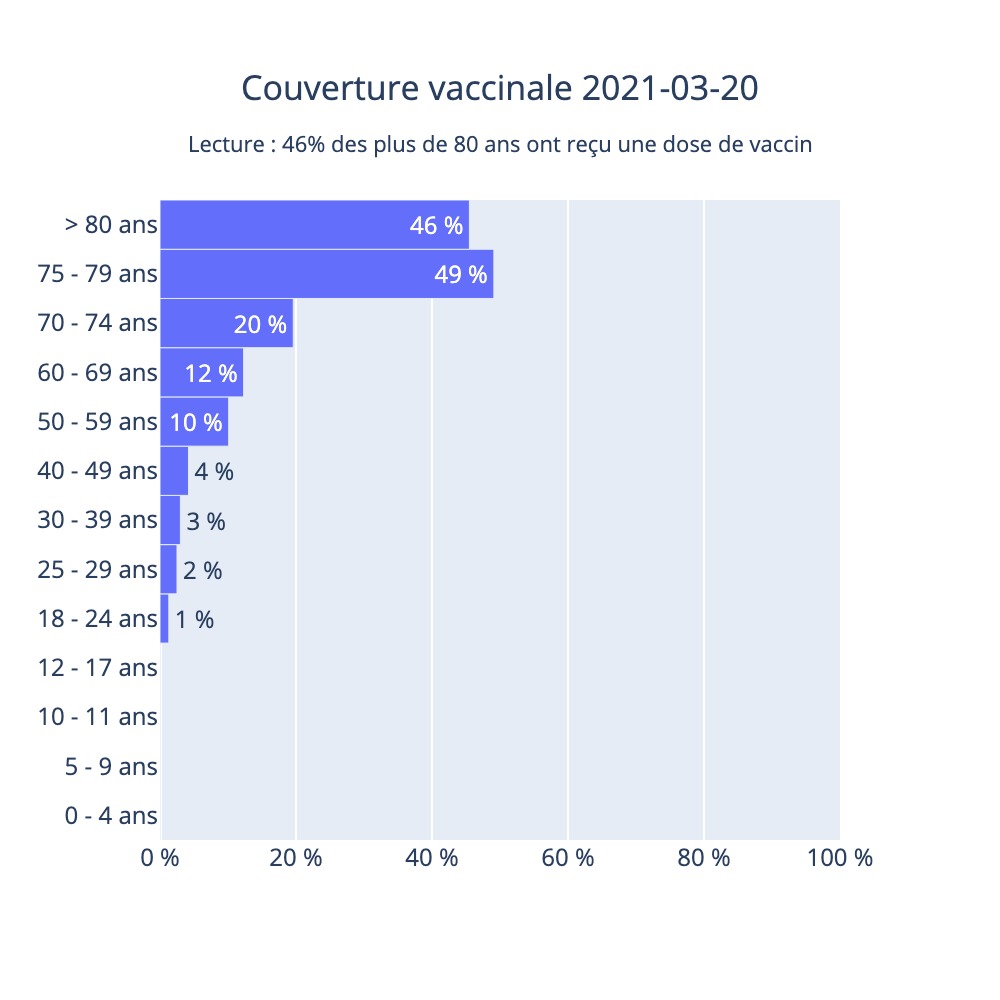 Couverture vaccinale 2021-03-20
Lecture : 46% des plus de 80 ans ont reçu une dose de vaccin
> 80 ans 46 %
75 - 79 ans 49 %
70 - 74 ans 20 %
60 - 69 ans 12 %
50 - 59 ans 10 %
40 - 49 ans 4 %
30 - 39 ans 3 %
25 - 29 ans 2 %
18 - 24 ans 1 %
12 - 17 ans
10 - 11 ans
5 - 9 ans
0 - 4 ans
0 % 20 % 40 % 60 % 80 % 100 %